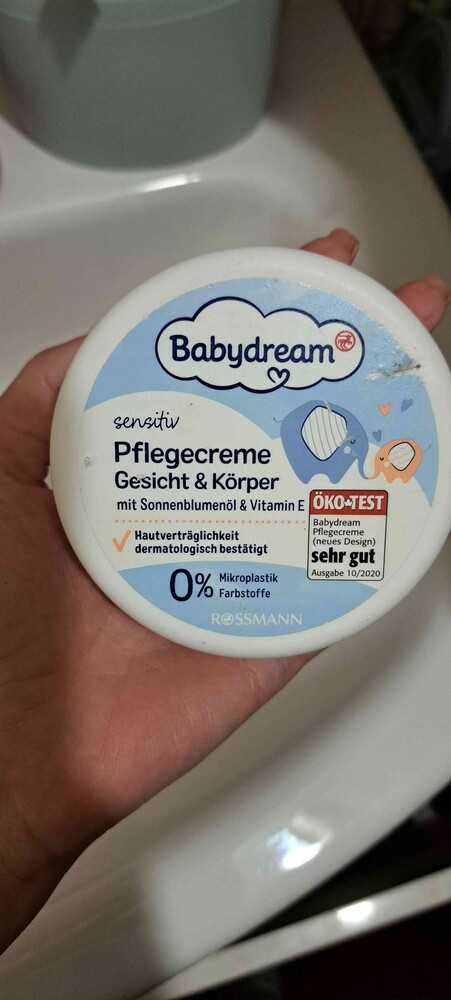 Babydream
sensitiv
Pflegecreme
Gesicht & Körper
mit Sonnenblumenöl & Vitamin E
Hautverträglichkeit
dermatologisch bestätigt
0% Mikroplastik
Farbstoffe
ROSSMANN
ÖKO-TEST
Babydream
Pflegecreme
(neues Design)
sehr gut
Ausgabe 10/2020